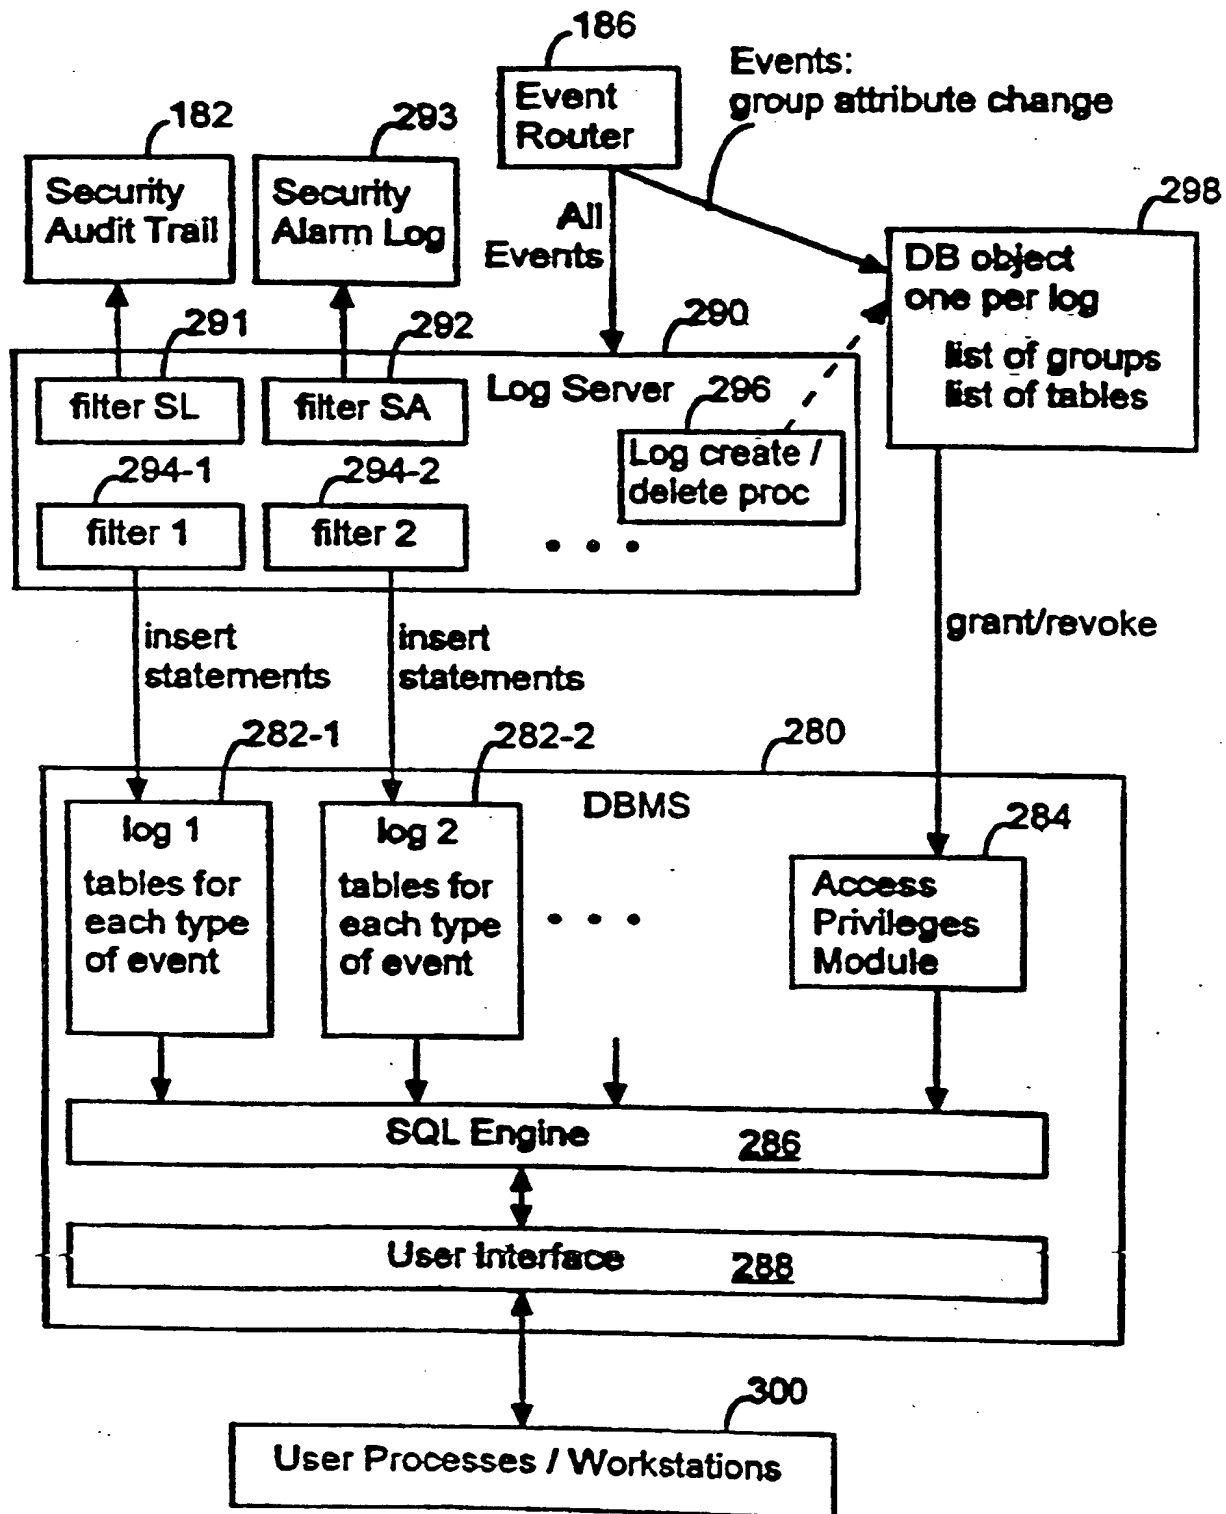 186
Event
Router
Events:
group attribute change
182
293
Security
Audit Trail
Security
Alarm Log
All
Events
298
DB object
one per log
list of groups
list of tables
291
292
290
filter SL
filter SA
Log Server
296
Log create /
delete proc
294-1
294-2
filter 1
filter 2
• • •
insert
statements
insert
statements
grant/revoke
282-1
282-2
280
DBMS
log 1
tables for
each type
of event
log 2
tables for
each type
of event
• • •
284
Access
Privileges
Module
SQL Engine 286
User Interface 288
300
User Processes / Workstations